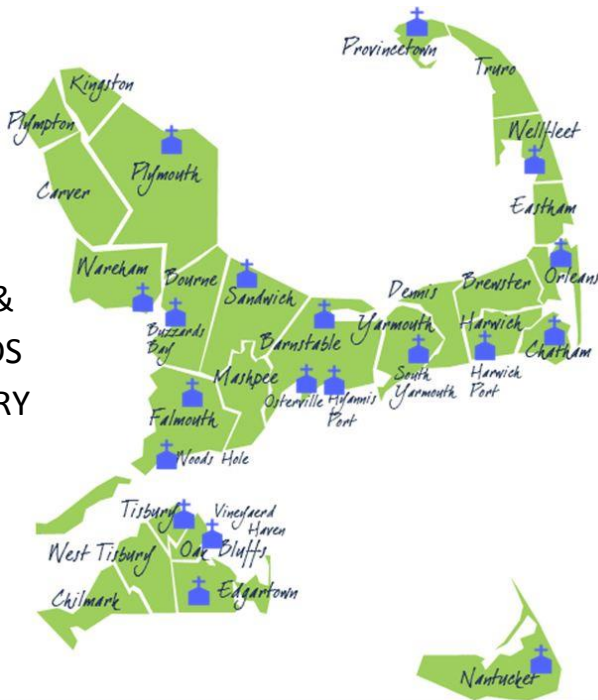 Provincetown
Truro
Kingston
Plympton
Plymouth
Wellfleet
Carver
Eastham
&
Wareham
Bourne
Sandwich
Dennis
Brewster
Orleans
DS
Buzzards
Bay
Barnstable
Yarmouth
Harwich
Chatham
RY
Mashpee
Falmouth
Osterville
Hyannis
Port
South
Yarmouth
Harwich
Port
Woods Hole
Tisbury
Vineyaerd
Haven
West Tisbury
Oak Bluffs
Chilmark
Edgartown
Nantucket